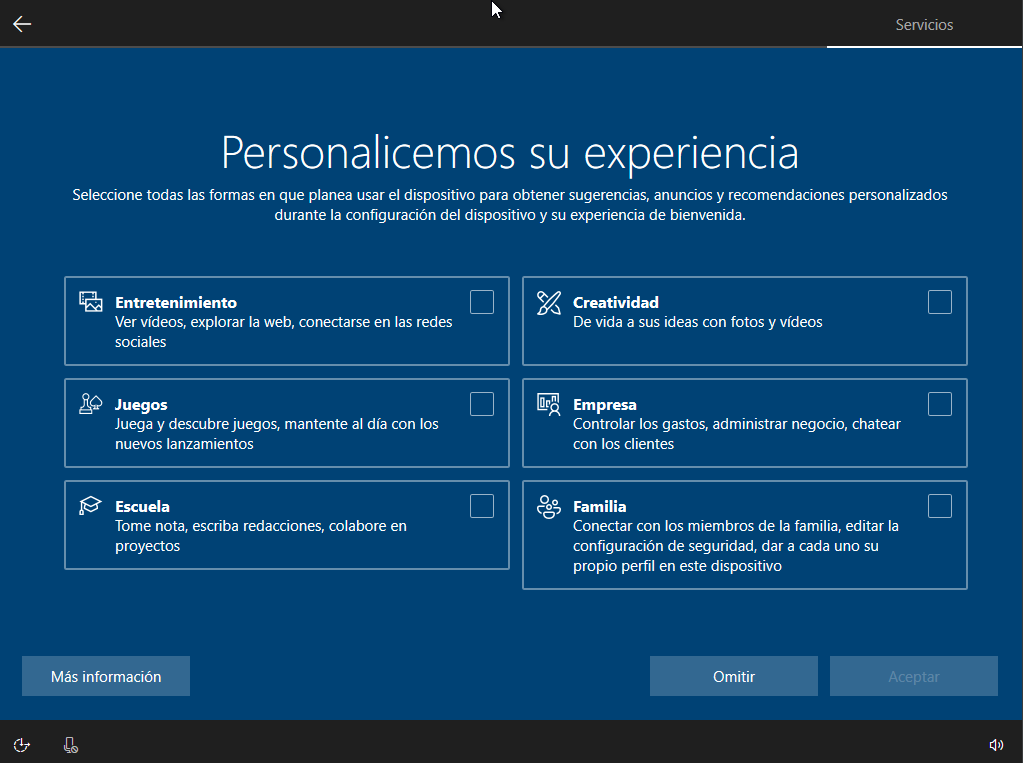 Servicios
Personalicemos su experiencia
Seleccione todas las formas en que planea usar el dispositivo para obtener sugerencias, anuncios y recomendaciones personalizados
durante la configuración del dispositivo y su experiencia de bienvenida.
Entretenimiento
Ver vídeos, explorar la web, conectarse en las redes
sociales
Creatividad
De vida a sus ideas con fotos y vídeos
Juegos
Juega y descubre juegos, mantente al día con los
nuevos lanzamientos
Empresa
Controlar los gastos, administrar negocio, chatear
con los clientes
Escuela
Tome nota, escriba redacciones, colabore en
proyectos
Familia
Conectar con los miembros de la familia, editar la
configuración de seguridad, dar a cada uno su
propio perfil en este dispositivo
Más información
Omitir
Aceptar